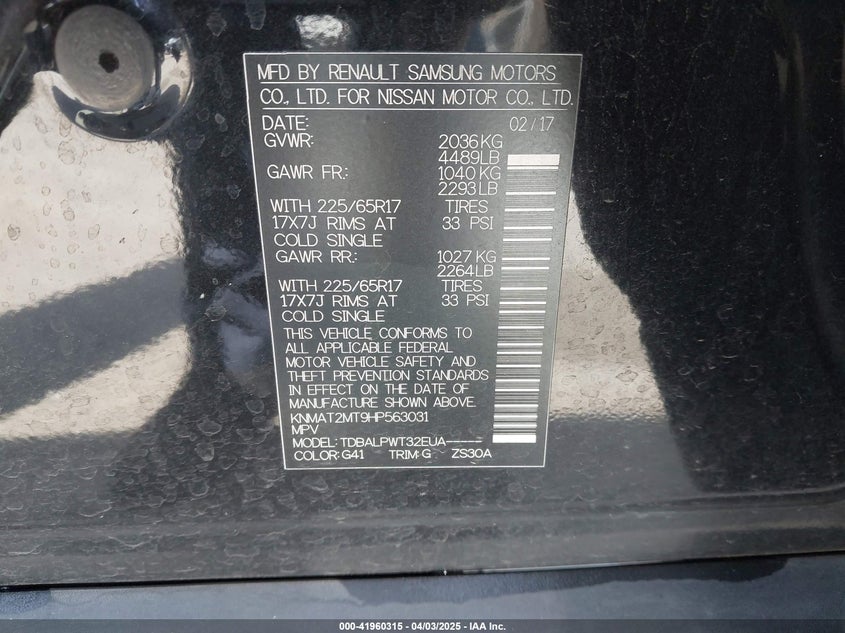 MFD BY RENAULT SAMSUNG MOTORS
CO., LTD. FOR NISSAN MOTOR CO., LTD.
DATE: 02/17
GVWR: 2036KG
4489LB
GAWR FR.: 1040KG
2293LB
WITH 225/65R17 TIRES
17X7J RIMS AT 33 PSI
COLD SINGLE
GAWR RR.: 1027KG
2264LB
WITH 225/65R17 TIRES
17X7J RIMS AT 33 PSI
COLD SINGLE
THIS VEHICLE CONFORMS TO
ALL APPLICABLE FEDERAL
MOTOR VEHICLE SAFETY AND
THEFT PREVENTION STANDARDS
IN EFFECT ON THE DATE OF
MANUFACTURE SHOWN ABOVE.
KNMAT2MT9HP563031
MPV
MODEL: TDBALPWT32EUA-----
COLOR:G41 TRIM:G ZS30A
000-41960315 - 04/03/2025 - IAA Inc.